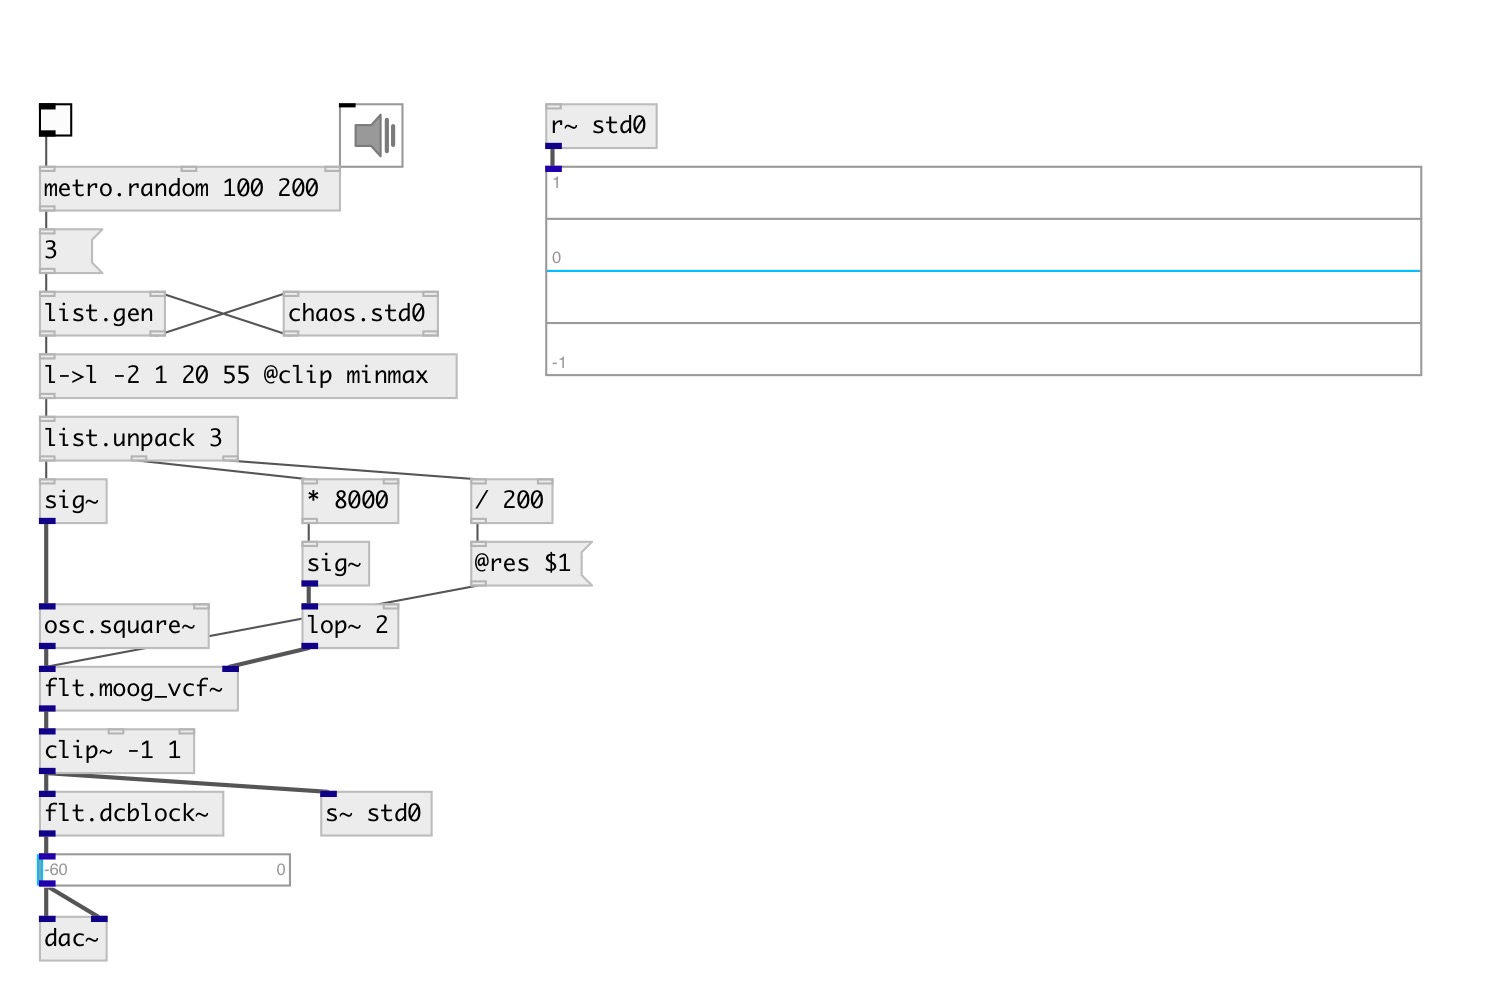 r~ std0
metro.random 100 200
1
3
0
list.gen
chaos.std0
l->l -2 1 20 55 @clip minmax
-1
list.unpack 3
sig~
* 8000
/ 200
sig~
@res $1
osc.square~
lop~ 2
flt.moog_vcf~
clip~ -1 1
flt.dcblock~
s~ std0
-60
0
dac~